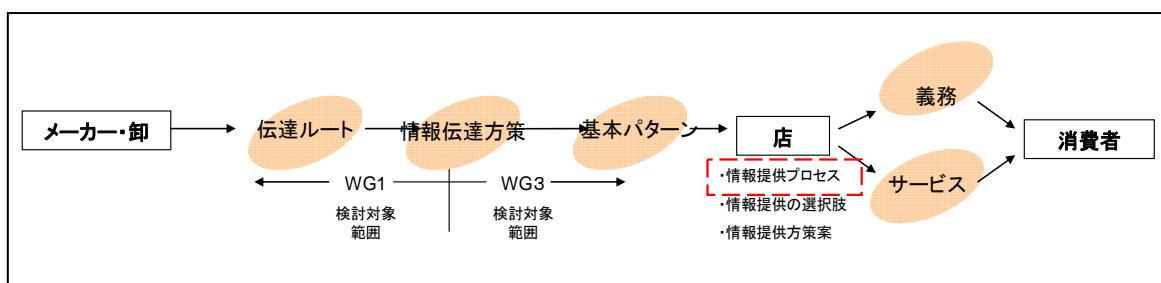 メーカー・卸
伝達ルート
情報伝達方策
基本パターン
店
義務
サービス
消費者
・情報提供プロセス
・情報提供の選択肢
・情報提供方策案
WG1
検討対象
範囲
WG3
検討対象
範囲